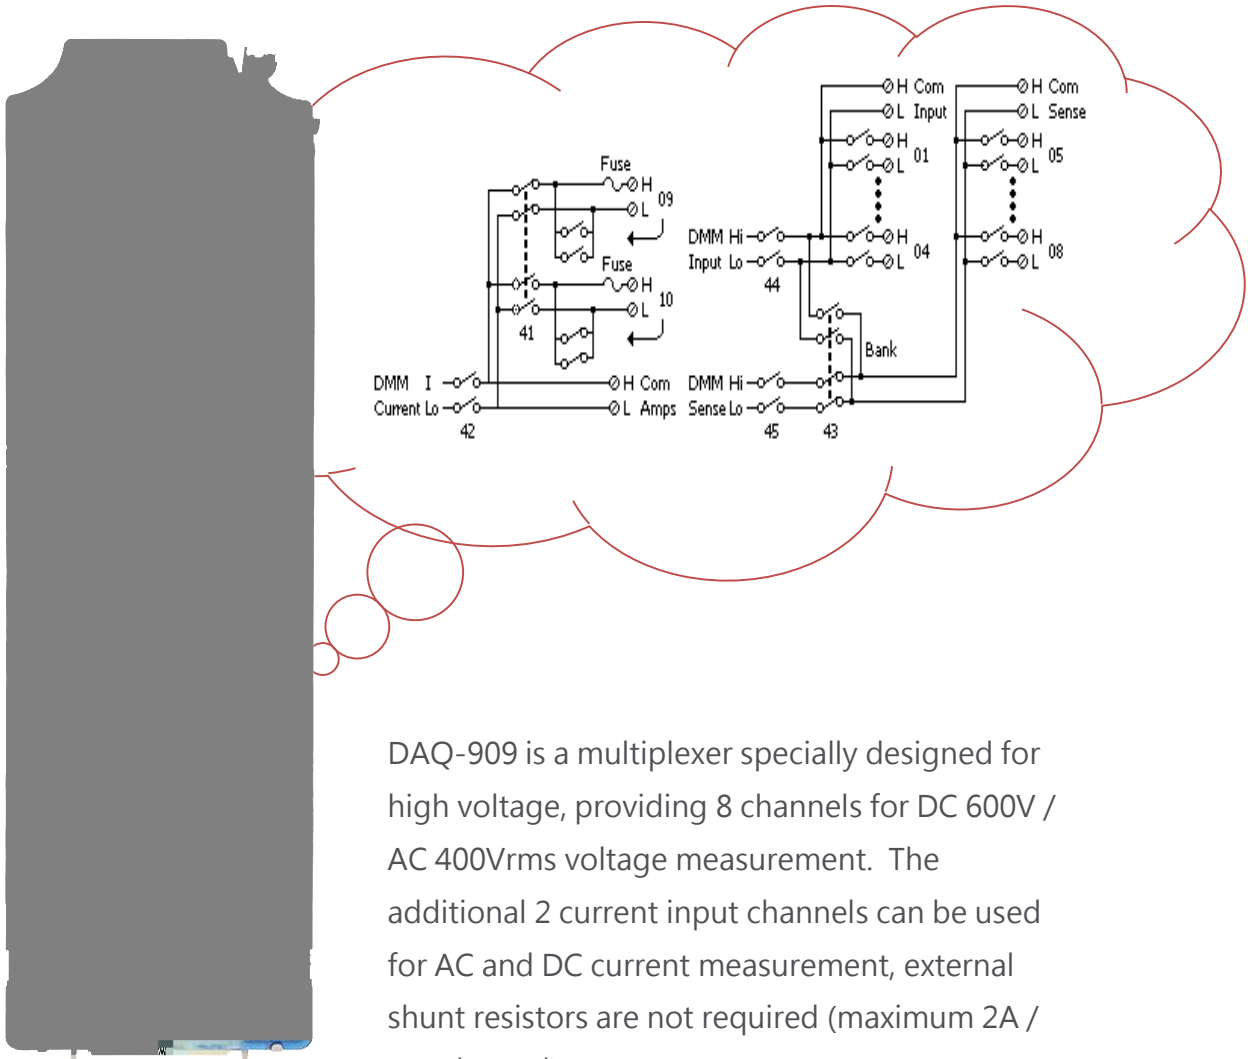 H Com
H Com
L Input
L Sense
H
H
01
05
L
L
Fuse
H
09
L
DMM Hi
H
H
04
08
Input Lo
L
L
44
Fuse
H
10
L
41
Bank
DMM I
H Com
DMM Hi
Current Lo
L Amps
Sense Lo
42
45
43
DAQ-909 is a multiplexer specially designed for
high voltage, providing 8 channels for DC 600V /
AC 400Vrms voltage measurement. The
additional 2 current input channels can be used
for AC and DC current measurement, external
shunt resistors are not required (maximum 2A /